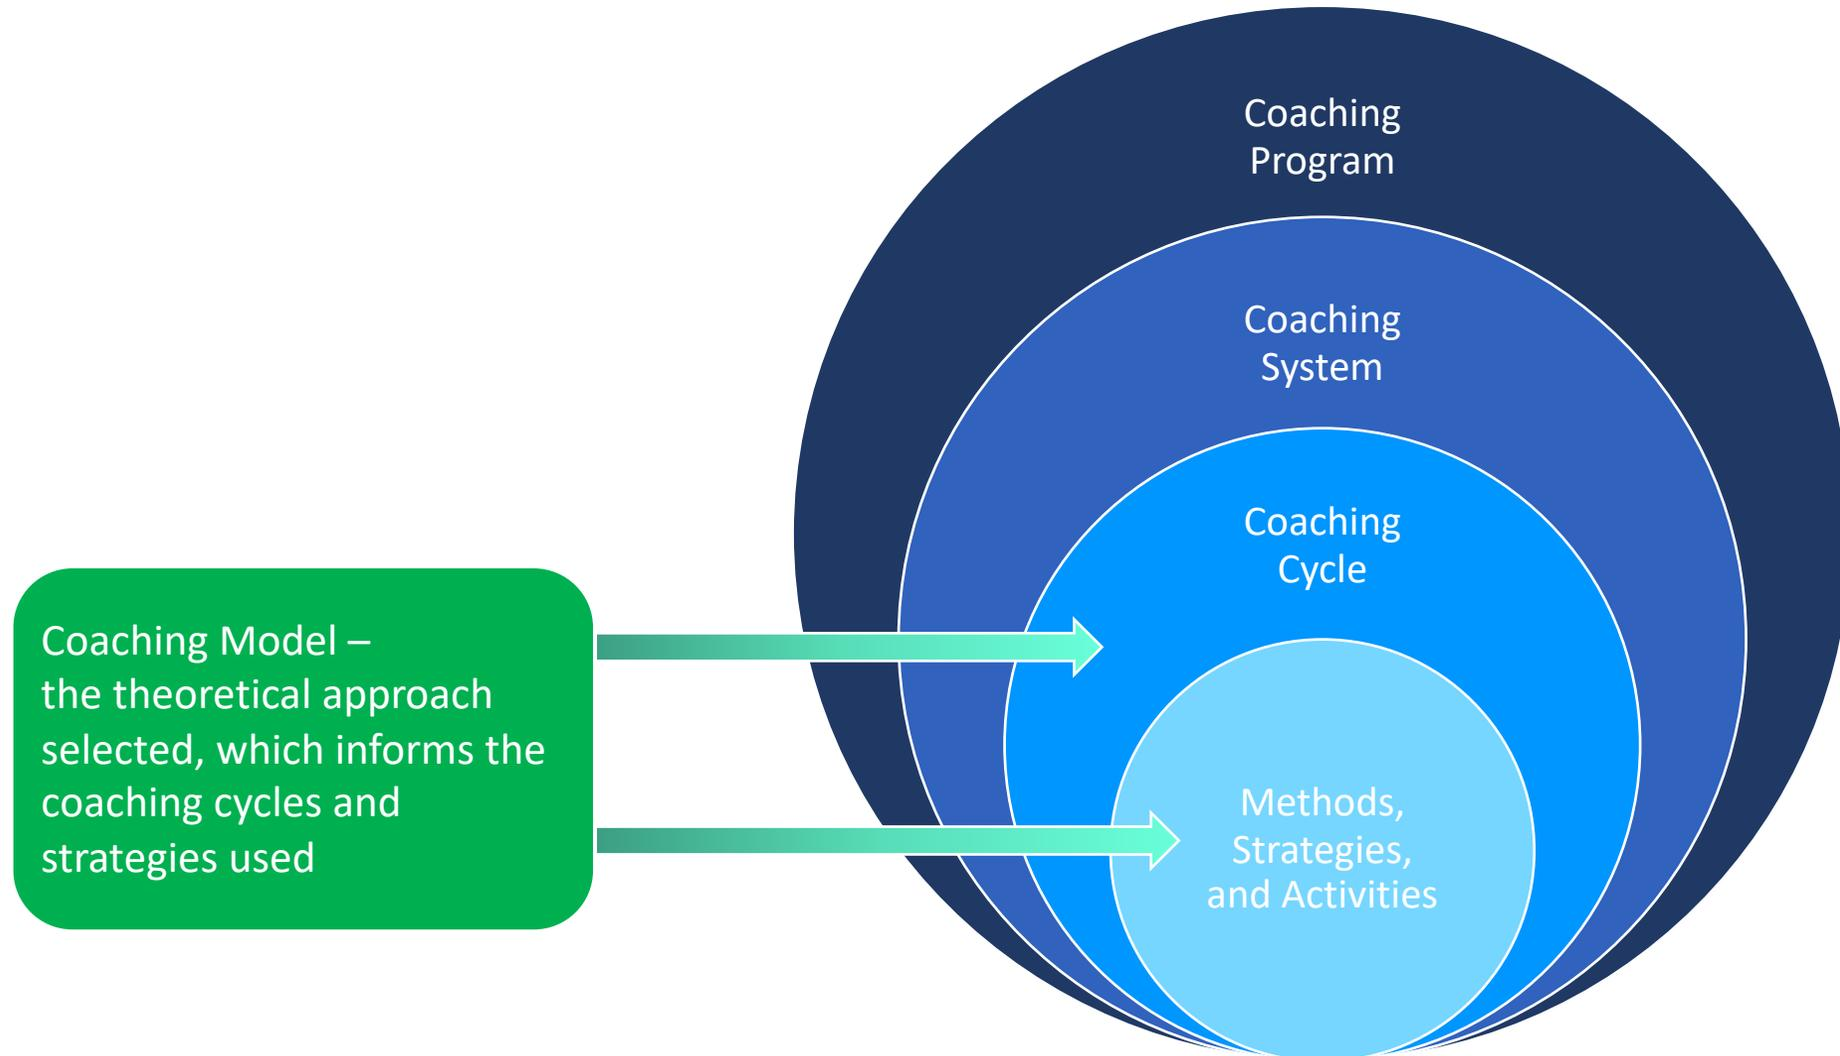 Coaching
Program
Coaching
System
Coaching
Cycle
Methods,
Strategies,
and Activities
Coaching Model –
the theoretical approach
selected, which informs the
coaching cycles and
strategies used